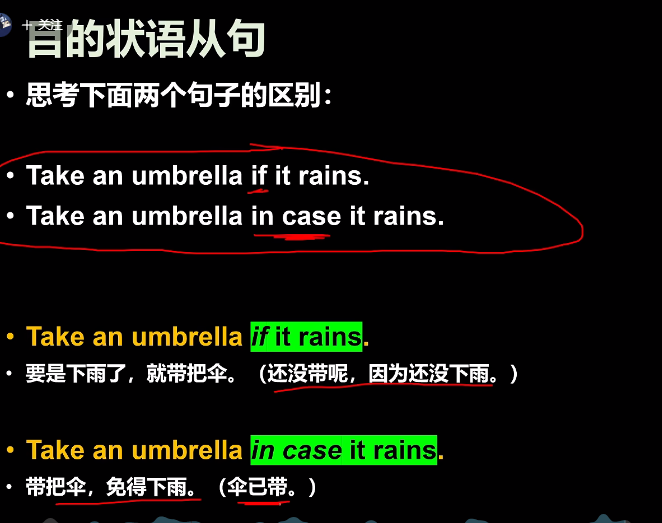 + 关注
目的状语从句
• 思考下面两个句子的区别：
• Take an umbrella if it rains.
• Take an umbrella in case it rains.
• Take an umbrella if it rains.
• 要是下雨了，就带把伞。（还没带呢，因为还没下雨。）
• Take an umbrella in case it rains.
• 带把伞，免得下雨。（伞已带。）